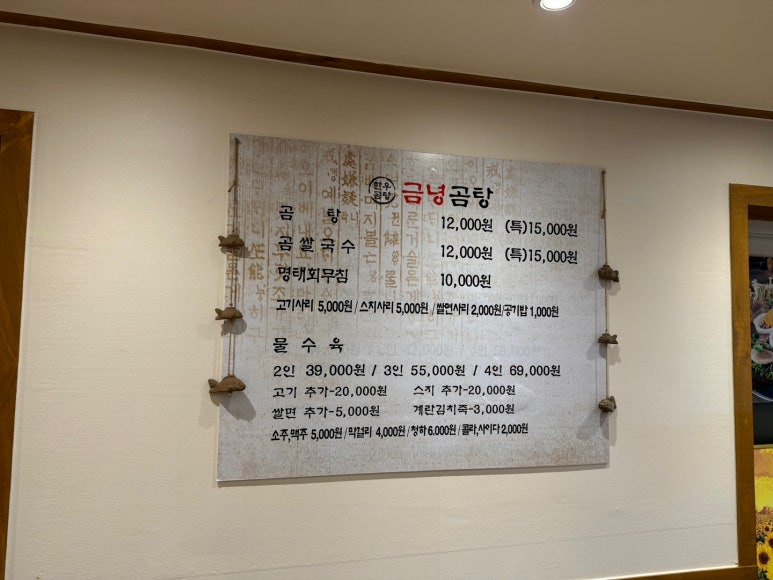 한우곰탕 금녕곰탕
곰 탕 12,000원 (특)15,000원
곰쌀국수 12,000원 (특)15,000원
명태회무침 10,000원
고기사리 5,000원/스지사리 5,000원/쌀면사리 2,000원/공기밥 1,000원
물 수 육
2인 39,000원 / 3인 55,000원 / 4인 69,000원
고기 추가-20,000원 스지 추가-20,000원
쌀면 추가-5,000원 계란김치죽-3,000원
소주,맥주 5,000원/막걸리 4,000원/청하 6.000원/콜라,사이다 2,000원